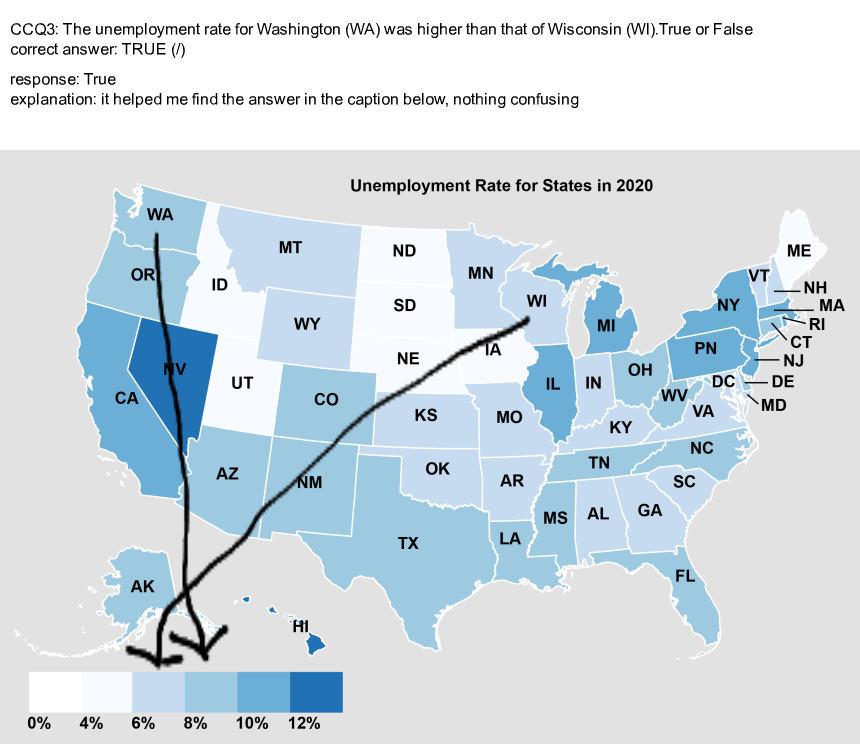 CCQ3: The unemployment rate for Washington (WA) was higher than that of Wisconsin (WI).True or False
correct answer: TRUE (/)
response: True
explanation: it helped me find the answer in the caption below, nothing confusing
Unemployment Rate for States in 2020
WA
MT
ND
MN
WI
MI
ME
VT
NH
MA
RI
CT
NY
OR
ID
SD
WY
NE
IA
PN
NJ
NV
UT
CO
IL
IN
OH
DC
DE
MD
CA
KS
MO
KY
WV
VA
AZ
NM
OK
AR
TN
NC
SC
TX
LA
MS
AL
GA
FL
AK
HI
0% 4% 6% 8% 10% 12%